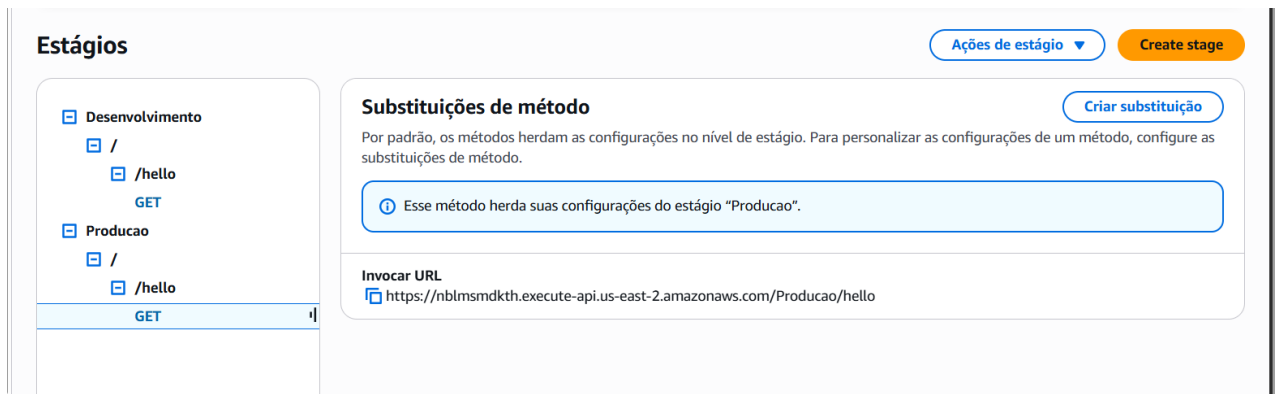 Estágios
Ações de estágio
Create stage
Desenvolvimento
/
/hello
GET
Producao
/
/hello
GET
Substituições de método
Criar substituição
Por padrão, os métodos herdam as configurações no nível de estágio. Para personalizar as configurações de um método, configure as
substituições de método.
Esse método herda suas configurações do estágio “Producao”.
Invocar URL
https://nblmsmdkth.execute-api.us-east-2.amazonaws.com/Producao/hello